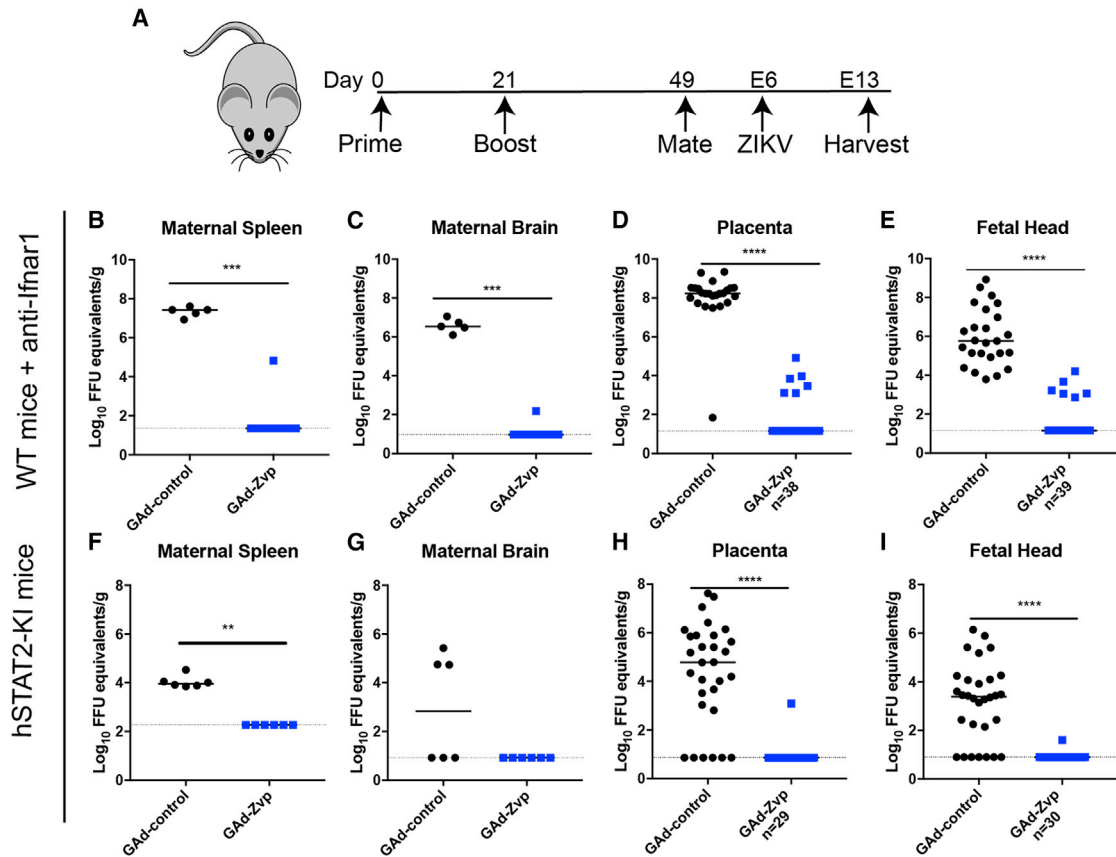 A
Day 0 21 49 E6 E13
Prime Boost Mate ZIKV Harvest
WT mice + anti-Ifnar1
B
Maternal Spleen
Log10 FFU equivalents/g
10
8
6
4
2
0
***
GAd-control
GAd-Zvp
C
Maternal Brain
Log10 FFU equivalents/g
10
8
6
4
2
0
***
GAd-control
GAd-Zvp
D
Placenta
Log10 FFU equivalents/g
10
8
6
4
2
0
****
GAd-control
GAd-Zvp
n=38
E
Fetal Head
Log10 FFU equivalents/g
10
8
6
4
2
0
****
GAd-control
GAd-Zvp
n=39
hSTAT2-KI mice
F
Maternal Spleen
Log10 FFU equivalents/g
8
6
4
2
0
**
GAd-control
GAd-Zvp
G
Maternal Brain
Log10 FFU equivalents/g
8
6
4
2
0
GAd-control
GAd-Zvp
H
Placenta
Log10 FFU equivalents/g
8
6
4
2
0
****
GAd-control
GAd-Zvp
n=29
I
Fetal Head
Log10 FFU equivalents/g
8
6
4
2
0
****
GAd-control
GAd-Zvp
n=30